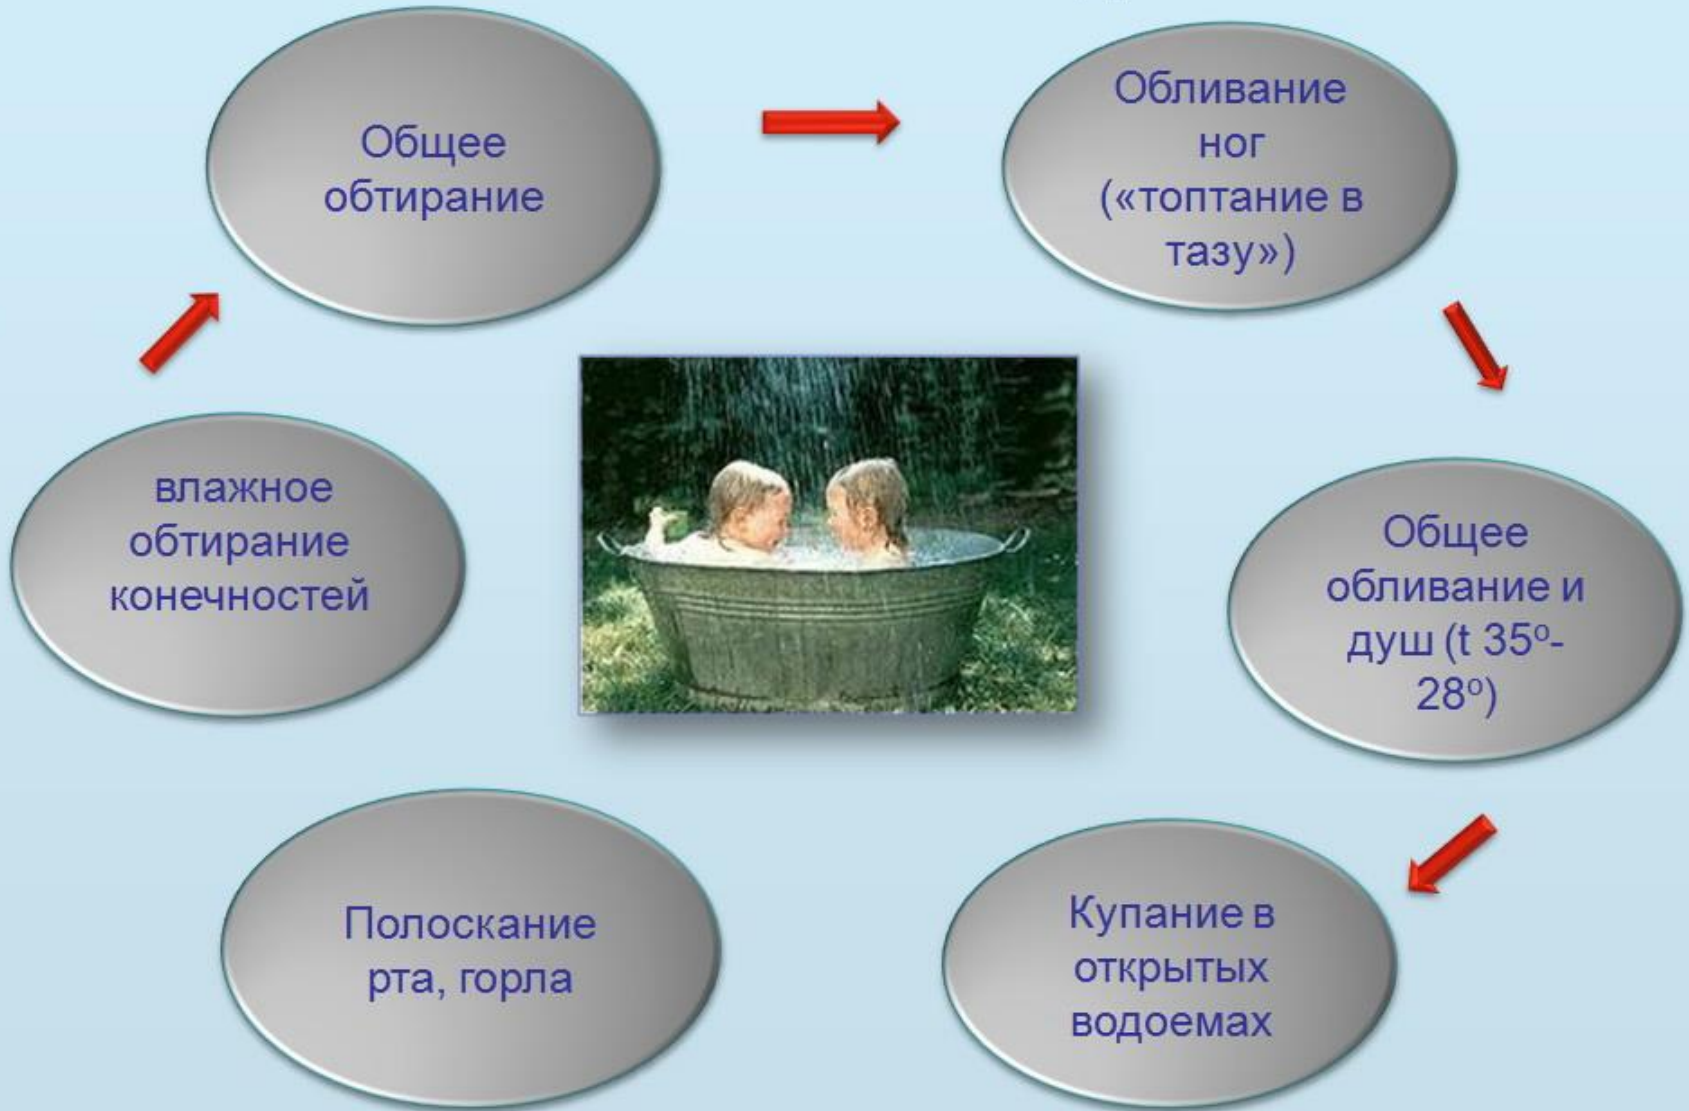 Общее
обтирание
Обливание
ног
(«топтание в
тазу»)
влажное
обтирание
конечностей
Общее
обливание и
душ (t 35º-
28º)
Полоскание
рта, горла
Купание в
открытых
водоемах